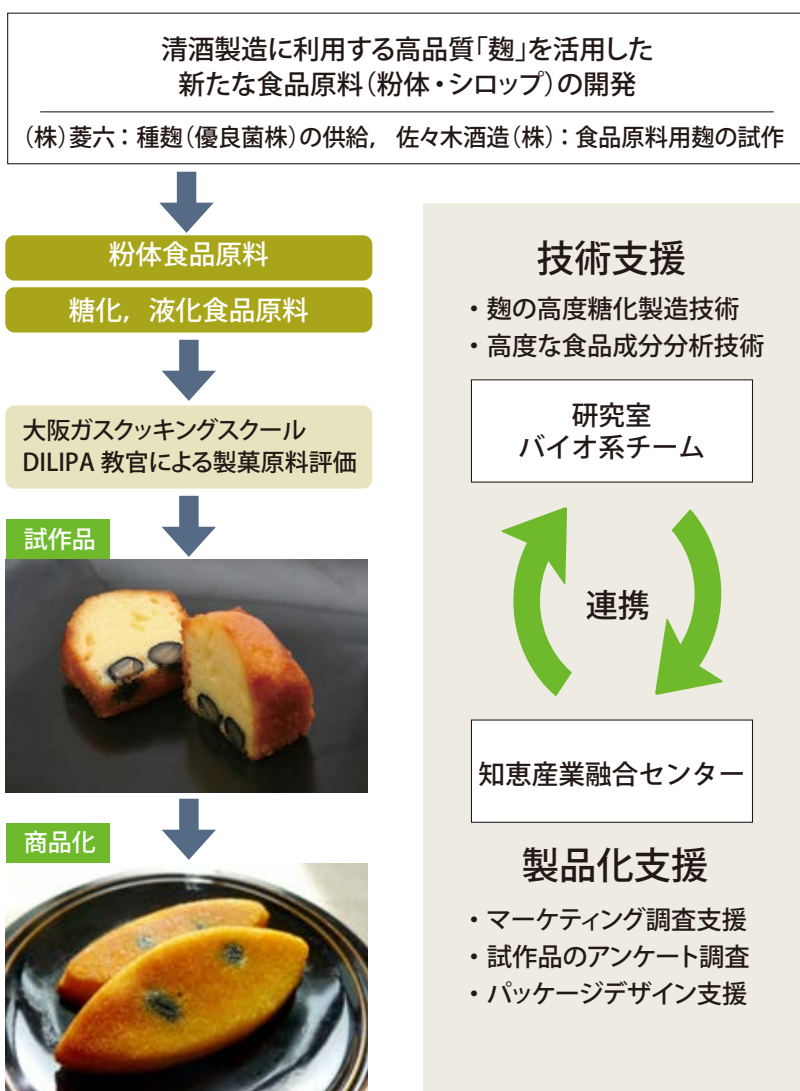 清酒製造に利用する高品質「麹」を活用した
新たな食品原料(粉体・シロップ)の開発
(株)菱六:種麹(優良菌株)の供給, 佐々木酒造(株):食品原料用麹の試作
粉体食品原料
糖化, 液化食品原料
大阪ガスクッキングスクール
DILIPA 教官による製菓原料評価
試作品
商品化
技術支援
・麹の高度糖化製造技術
・高度な食品成分分析技術
研究室
バイオ系チーム
連携
知恵産業融合センター
製品化支援
・マーケティング調査支援
・試作品のアンケート調査
・パッケージデザイン支援